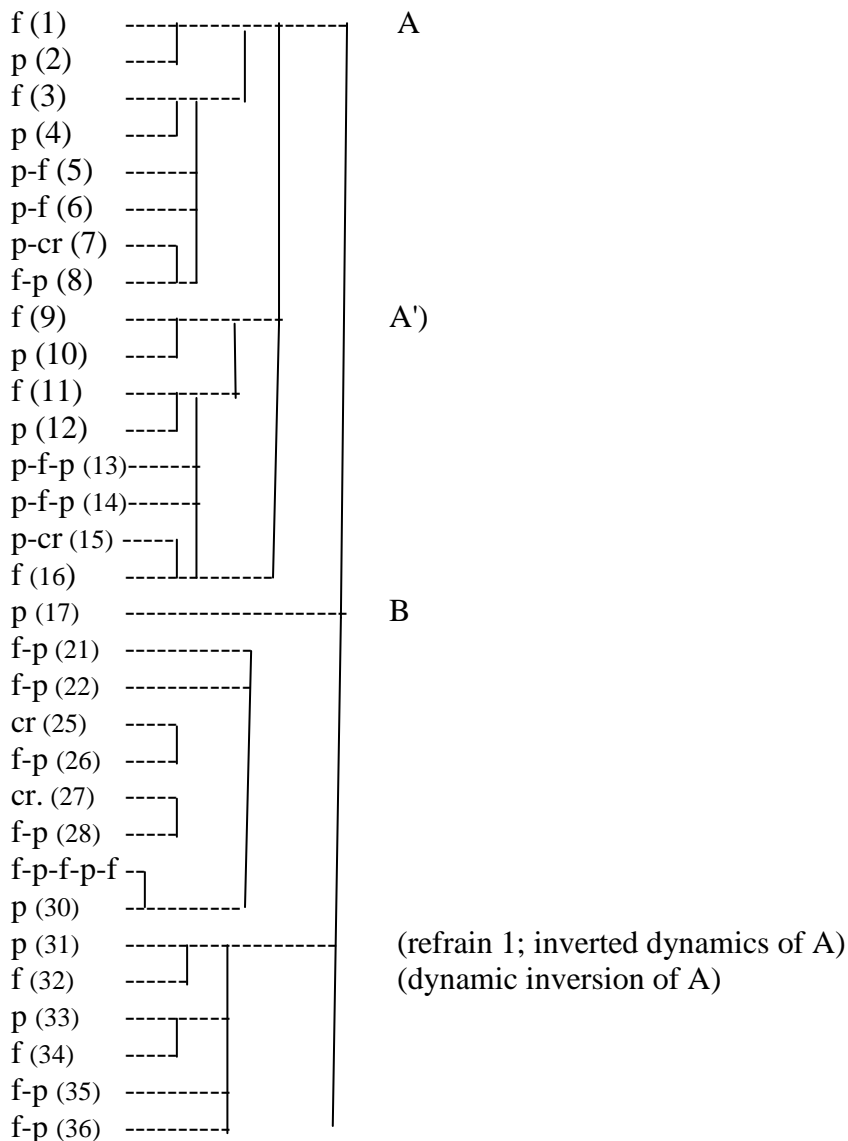 f (1) A
p (2)
f (3)
p (4)
p-f (5)
p-f (6)
p-cr (7)
f-p (8)
f (9) A')
p (10)
f (11)
p (12)
p-f-p (13)
p-f-p (14)
p-cr (15)
f (16)
p (17) B
f-p (21)
f-p (22)
cr (25)
f-p (26)
cr. (27)
f-p (28)
f-p-f-p-f
p (30)
p (31) (refrain 1; inverted dynamics of A)
f (32) (dynamic inversion of A)
p (33)
f (34)
f-p (35)
f-p (36)